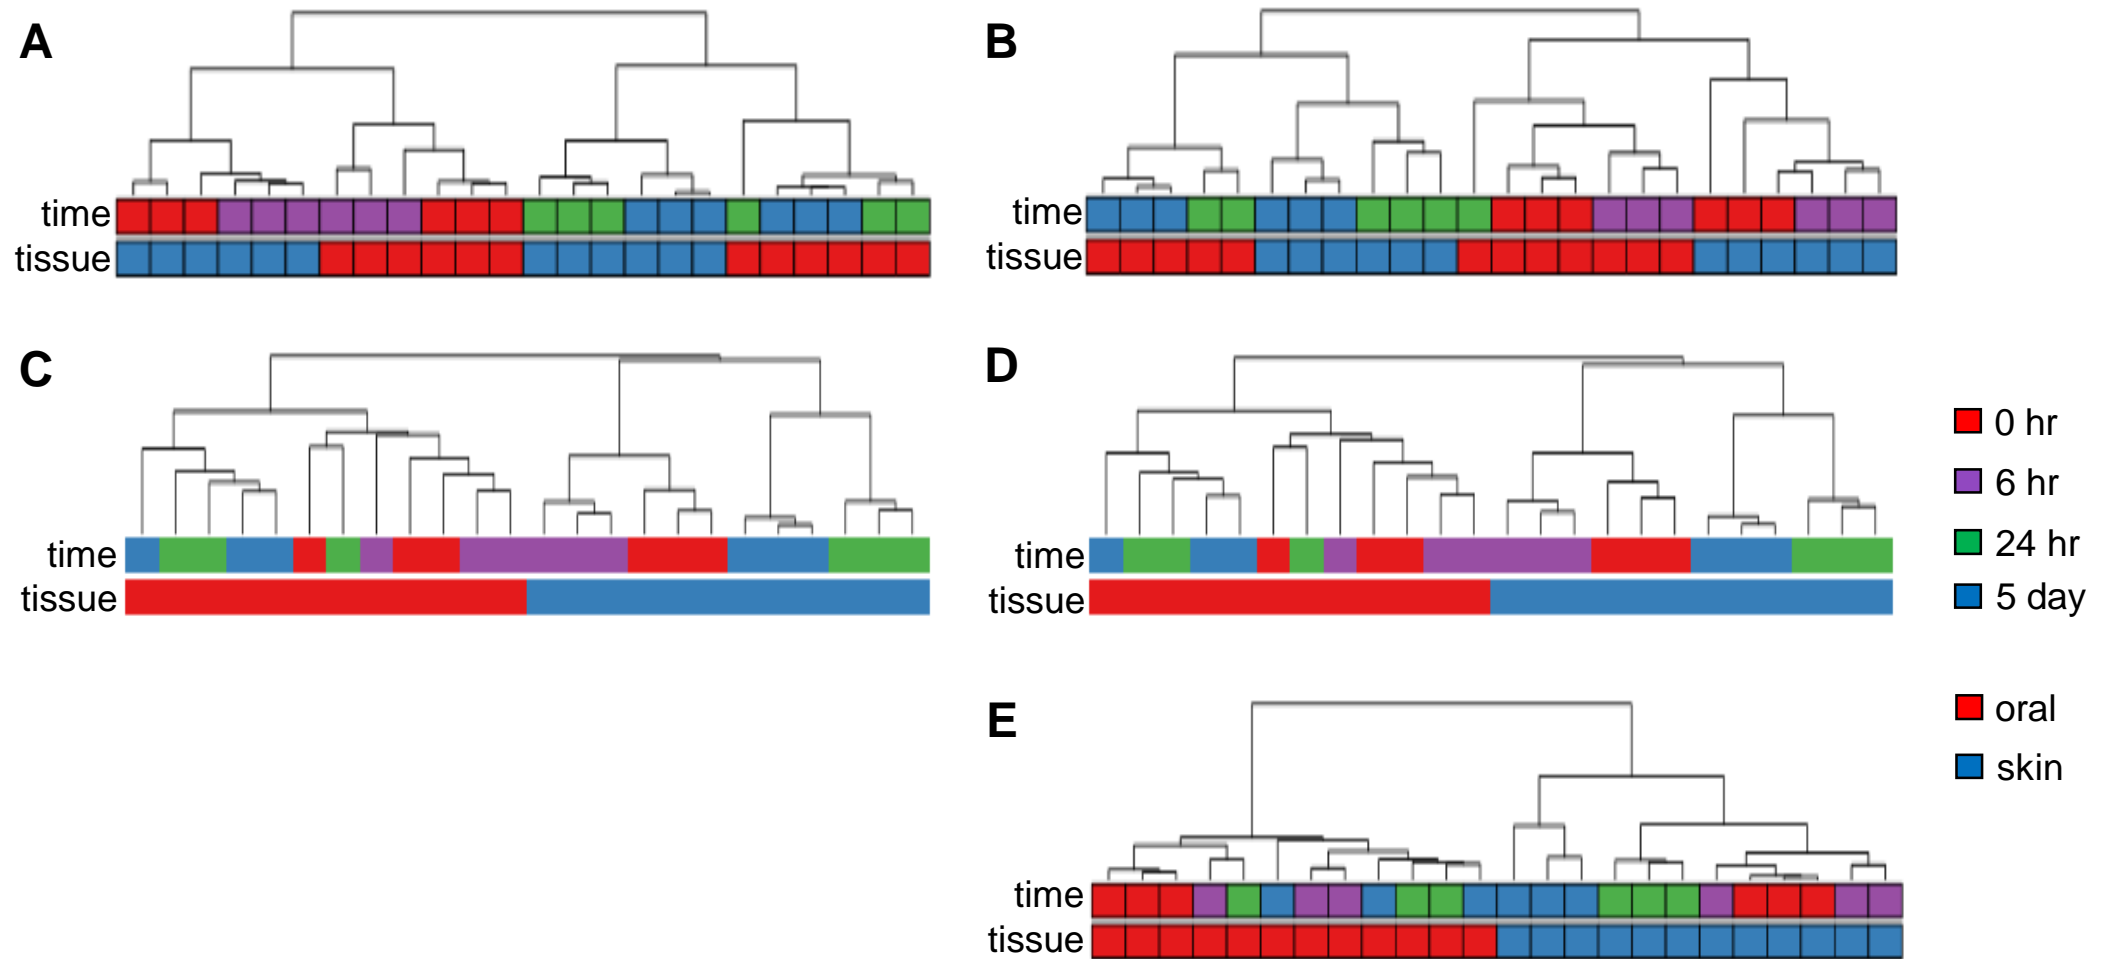 A
time
tissue
B
time
tissue
C
time
tissue
D
time
tissue
0 hr
6 hr
24 hr
5 day
oral
skin
E
time
tissue